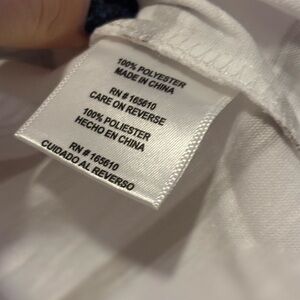 100% POLYESTER
MADE IN CHINA
RN # 165610
CARE ON REVERSE
100% POLIESTER
HECHO EN CHINA
RN # 165610
CUIDADO AL REVERSO